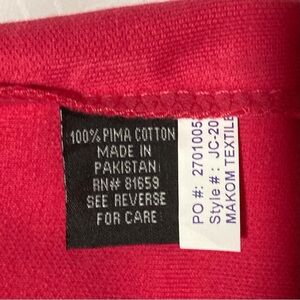 100% PIMA COTTON
MADE IN
PAKISTAN
RN# 81659
SEE REVERSE
FOR CARE
PO #: 2701005
Style #: JC-20
MAKOM TEXTILE